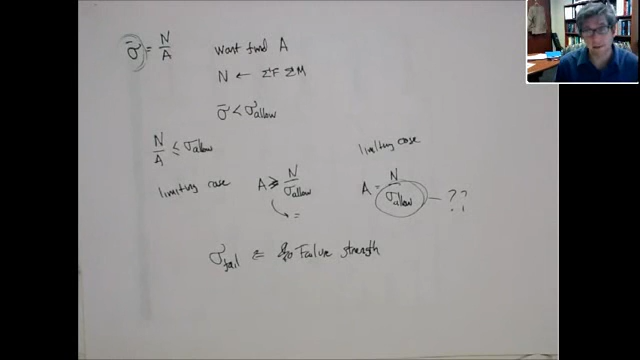 σ̄ = N/A want find A
N ← ΣF ΣM
σ̄ < σallow
N/A ≤ σallow
limiting case
limiting case A ≥ N/σallow
=
A = N/σallow — ??
σfail = Failure strength